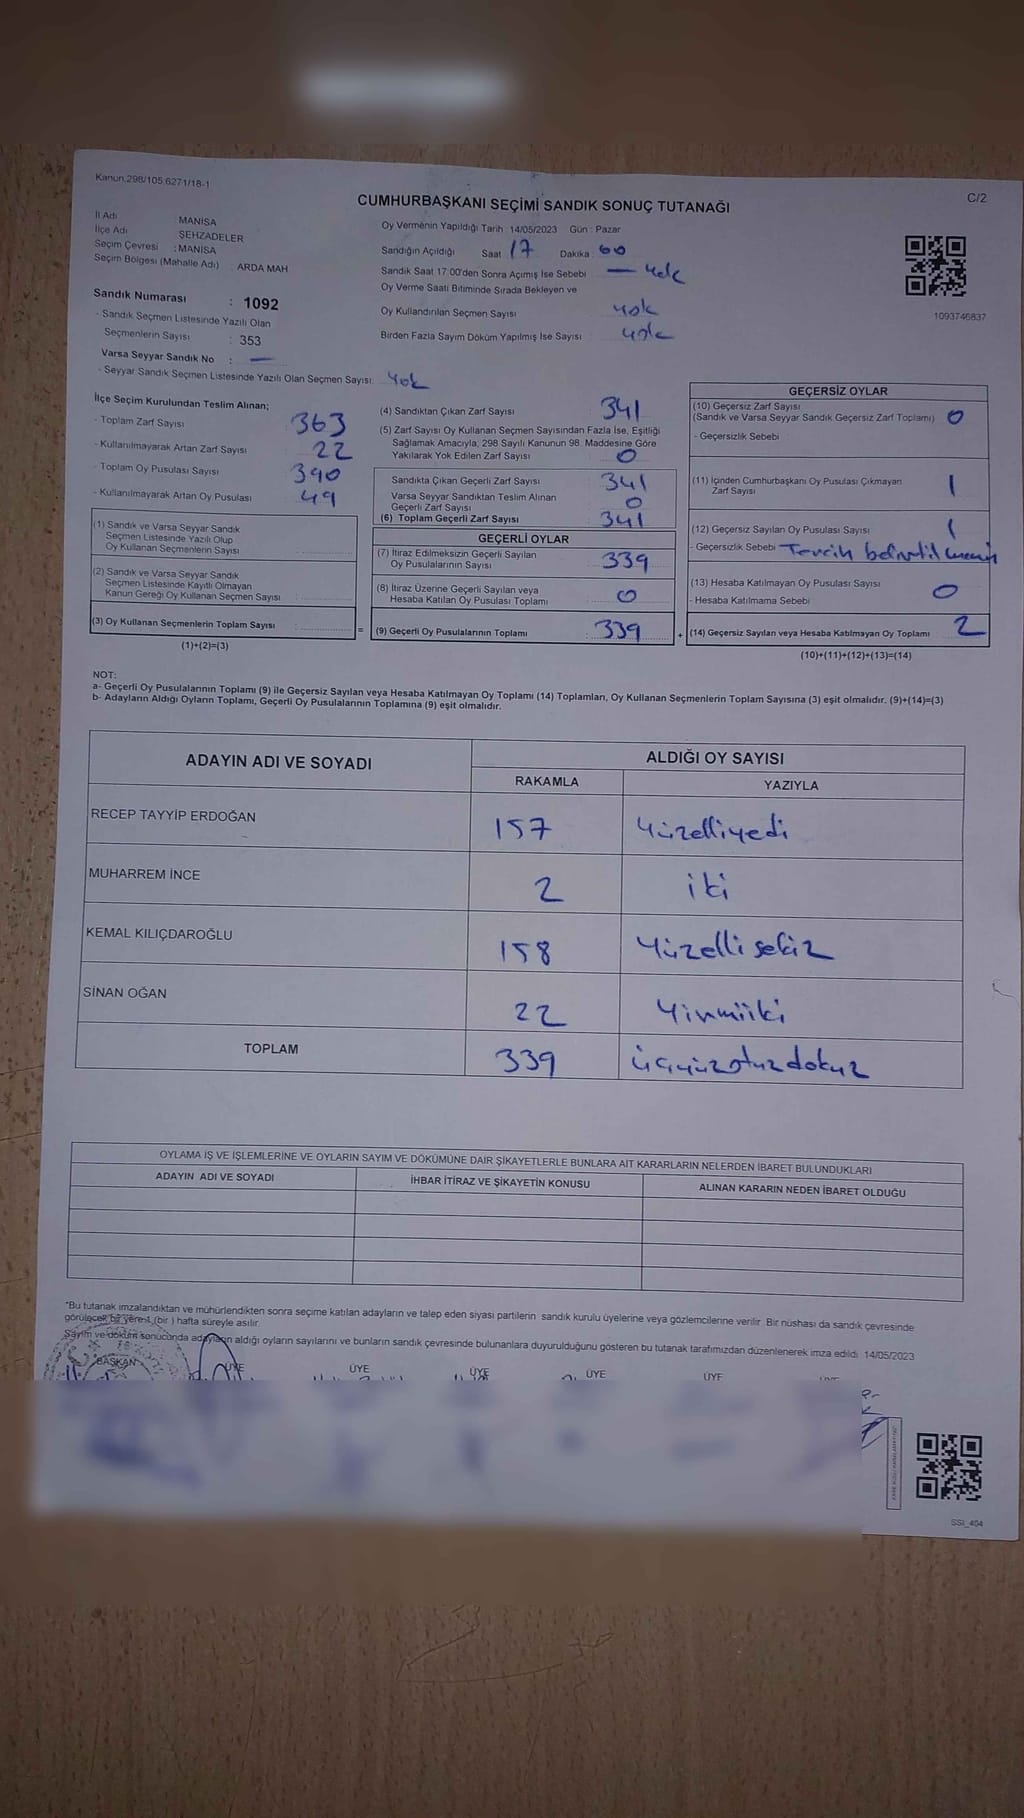 Kanun.298/105.6271/18-1
C/2
CUMHURBAŞKANI SEÇİMİ SANDIK SONUÇ TUTANAĞI
İl Adı : MANİSA
İlçe Adı : ŞEHZADELER
Seçim Çevresi : MANİSA
Seçim Bölgesi (Mahalle Adı) : ARDA MAH
Sandık Numarası : 1092
- Sandık Seçmen Listesinde Yazılı Olan
Seçmenlerin Sayısı : 353
Varsa Seyyar Sandık No : —
- Seyyar Sandık Seçmen Listesinde Yazılı Olan Seçmen Sayısı: Yok
Oy Vermenin Yapıldığı Tarih : 14/05/2023 Gün : Pazar
Sandığın Açıldığı Saat 17 Dakika : 00
Sandık Saat 17:00'den Sonra Açımış İse Sebebi — Yok
Oy Verme Saati Bitiminde Sırada Bekleyen ve
Oy Kullandırılan Seçmen Sayısı Yok
Birden Fazla Sayım Döküm Yapılmış İse Sayısı Yok
1093746837
İlçe Seçim Kurulundan Teslim Alınan;
- Toplam Zarf Sayısı 363
- Kullanılmayarak Artan Zarf Sayısı 22
- Toplam Oy Pusulası Sayısı 390
- Kullanılmayarak Artan Oy Pusulası 49
(1) Sandık ve Varsa Seyyar Sandık
Seçmen Listesinde Yazılı Olup
Oy Kullanan Seçmenlerin Sayısı :
(2) Sandık ve Varsa Seyyar Sandık
Seçmen Listesinde Kayıtlı Olmayan
Kanun Gereği Oy Kullanan Seçmen Sayısı :
(3) Oy Kullanan Seçmenlerin Toplam Sayısı :
(1)+(2)=(3)
=
(4) Sandıktan Çıkan Zarf Sayısı 341
(5) Zarf Sayısı Oy Kullanan Seçmen Sayısından Fazla İse, Eşitliği
Sağlamak Amacıyla, 298 Sayılı Kanunun 98. Maddesine Göre
Yakılarak Yok Edilen Zarf Sayısı 0
Sandıkta Çıkan Geçerli Zarf Sayısı 341
Varsa Seyyar Sandıktan Teslim Alınan
Geçerli Zarf Sayısı 0
(6) Toplam Geçerli Zarf Sayısı 341
GEÇERLİ OYLAR
(7) İtiraz Edilmeksizin Geçerli Sayılan
Oy Pusulalarının Sayısı 339
(8) İtiraz Üzerine Geçerli Sayılan veya
Hesaba Katılan Oy Pusulası Toplamı 0
(9) Geçerli Oy Pusulalarının Toplamı 339
+
GEÇERSİZ OYLAR
(10) Geçersiz Zarf Sayısı
(Sandık ve Varsa Seyyar Sandık Geçersiz Zarf Toplamı) 0
- Geçersizlik Sebebi
(11) İçinden Cumhurbaşkanı Oy Pusulası Çıkmayan
Zarf Sayısı 1
(12) Geçersiz Sayılan Oy Pusulası Sayısı 1
- Geçersizlik Sebebi Tercih
(13) Hesaba Katılmayan Oy Pusulası Sayısı 0
- Hesaba Katılmama Sebebi
(14) Geçersiz Sayılan veya Hesaba Katılmayan Oy Toplamı 2
(10)+(11)+(12)+(13)=(14)
NOT:
a- Geçerli Oy Pusulalarının Toplamı (9) ile Geçersiz Sayılan veya Hesaba Katılmayan Oy Toplamı (14) Toplamları, Oy Kullanan Seçmenlerin Toplam Sayısına (3) eşit olmalıdır. (9)+(14)=(3)
b- Adayların Aldığı Oyların Toplamı, Geçerli Oy Pusulalarının Toplamına (9) eşit olmalıdır.
ADAYIN ADI VE SOYADI
ALDIĞI OY SAYISI
RAKAMLA YAZIYLA
RECEP TAYYİP ERDOĞAN 157 Yüzelliyedi
MUHARREM İNCE 2 iki
KEMAL KILIÇDAROĞLU 158 Yüzellisekiz
SİNAN OĞAN 22 Yirmiiki
TOPLAM 339 üçyüzotuzdokuz
OYLAMA İŞ VE İŞLEMLERİNE VE OYLARIN SAYIM VE DÖKÜMÜNE DAİR ŞİKAYETLERLE BUNLARA AİT KARARLARIN NELERDEN İBARET BULUNDUKLARI
ADAYIN ADI VE SOYADI İHBAR İTİRAZ VE ŞİKAYETİN KONUSU ALINAN KARARIN NEDEN İBARET OLDUĞU
*Bu tutanak imzalandıktan ve mühürlendikten sonra seçime katılan adayların ve talep eden siyasi partilerin sandık kurulu üyelerine veya gözlemcilerine verilir. Bir nüshası da sandık çevresinde
görülecek bir yere 1 (bir ) hafta süreyle asılır.
Sayım ve döküm sonucunda adayların aldığı oyların sayılarını ve bunların sandık çevresinde bulunanlara duyurulduğunu gösteren bu tutanak tarafımızdan düzenlenerek imza edildi. 14/05/2023
BAŞKAN ÜYE ÜYE ÜYE ÜYE ÜYE
SSI_404